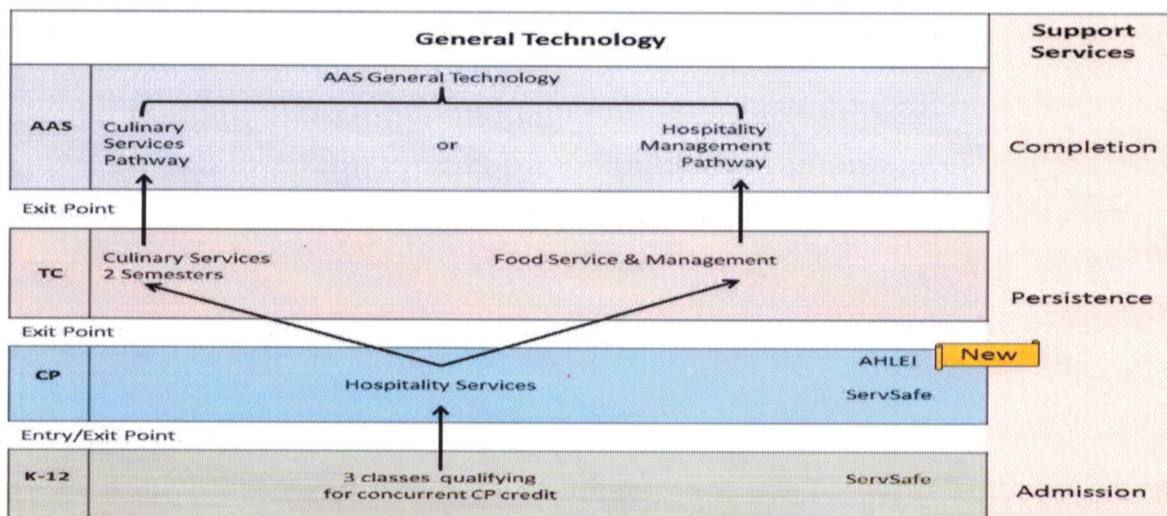 General Technology
Support
Services
AAS General Technology
AAS
Culinary
Services
Pathway
or
Hospitality
Management
Pathway
Completion
Exit Point
TC
Culinary Services
2 Semesters
Food Service & Management
Persistence
Exit Point
CP
Hospitality Services
AHLEI
New
ServSafe
Entry/Exit Point
K-12
3 classes qualifying
for concurrent CP credit
ServSafe
Admission